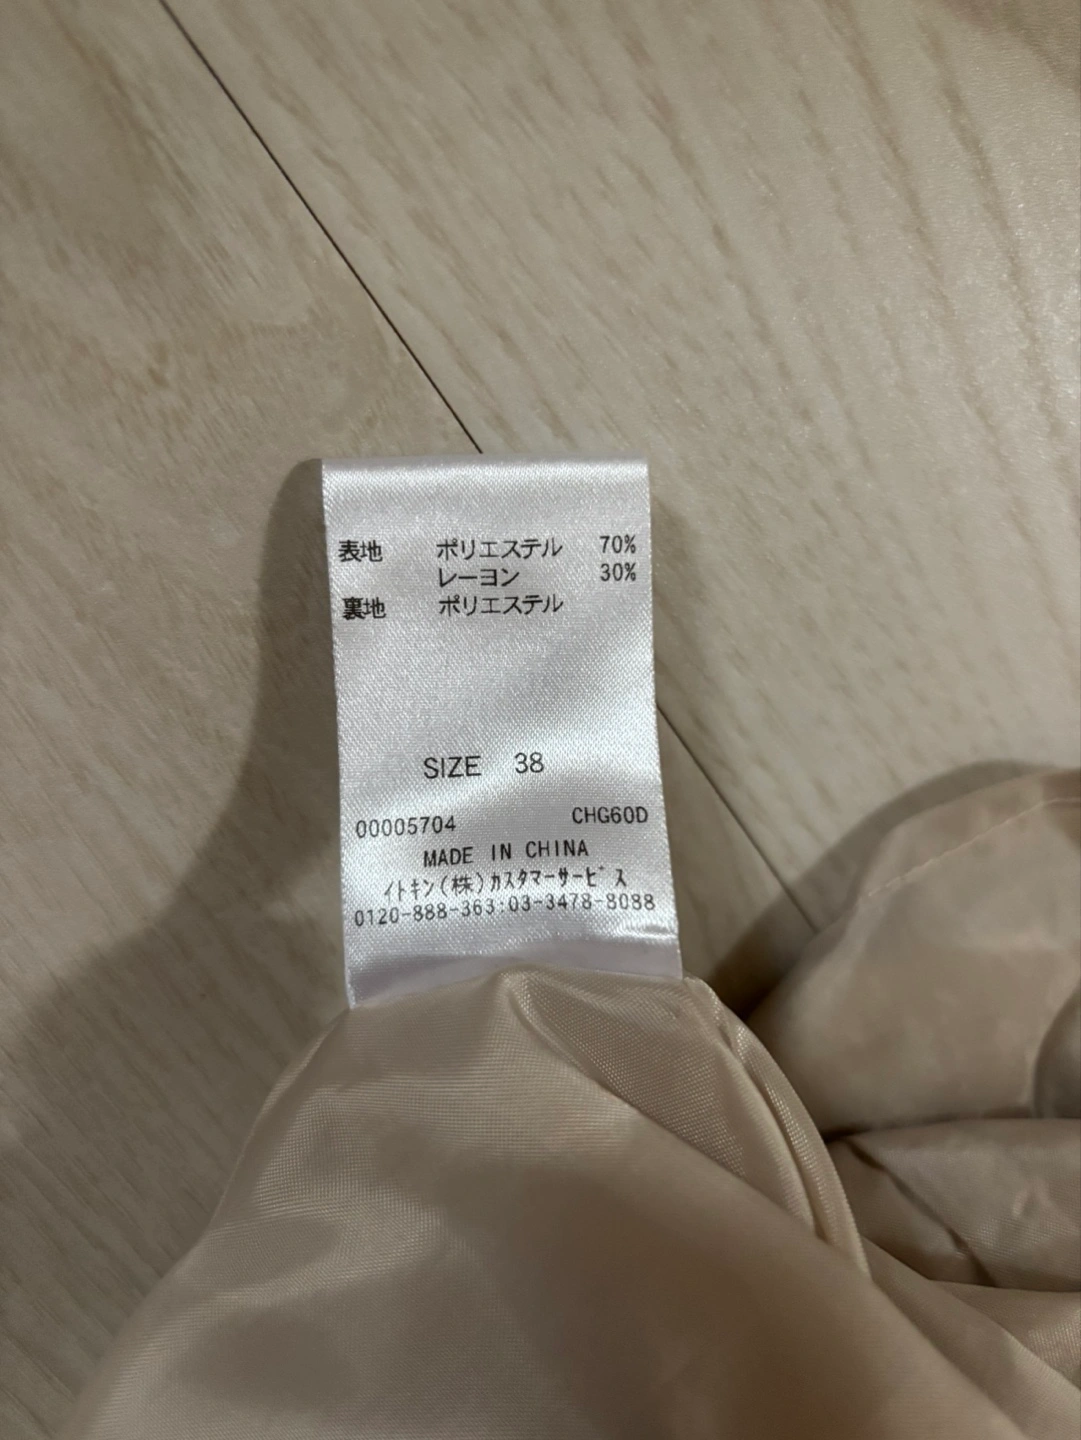 表地 ポリエステル 70%
レーヨン 30%
裏地 ポリエステル
SIZE 38
00005704 CHG60D
MADE IN CHINA
イトキン(株)カスタマーサービス
0120-888-363:03-3478-8088